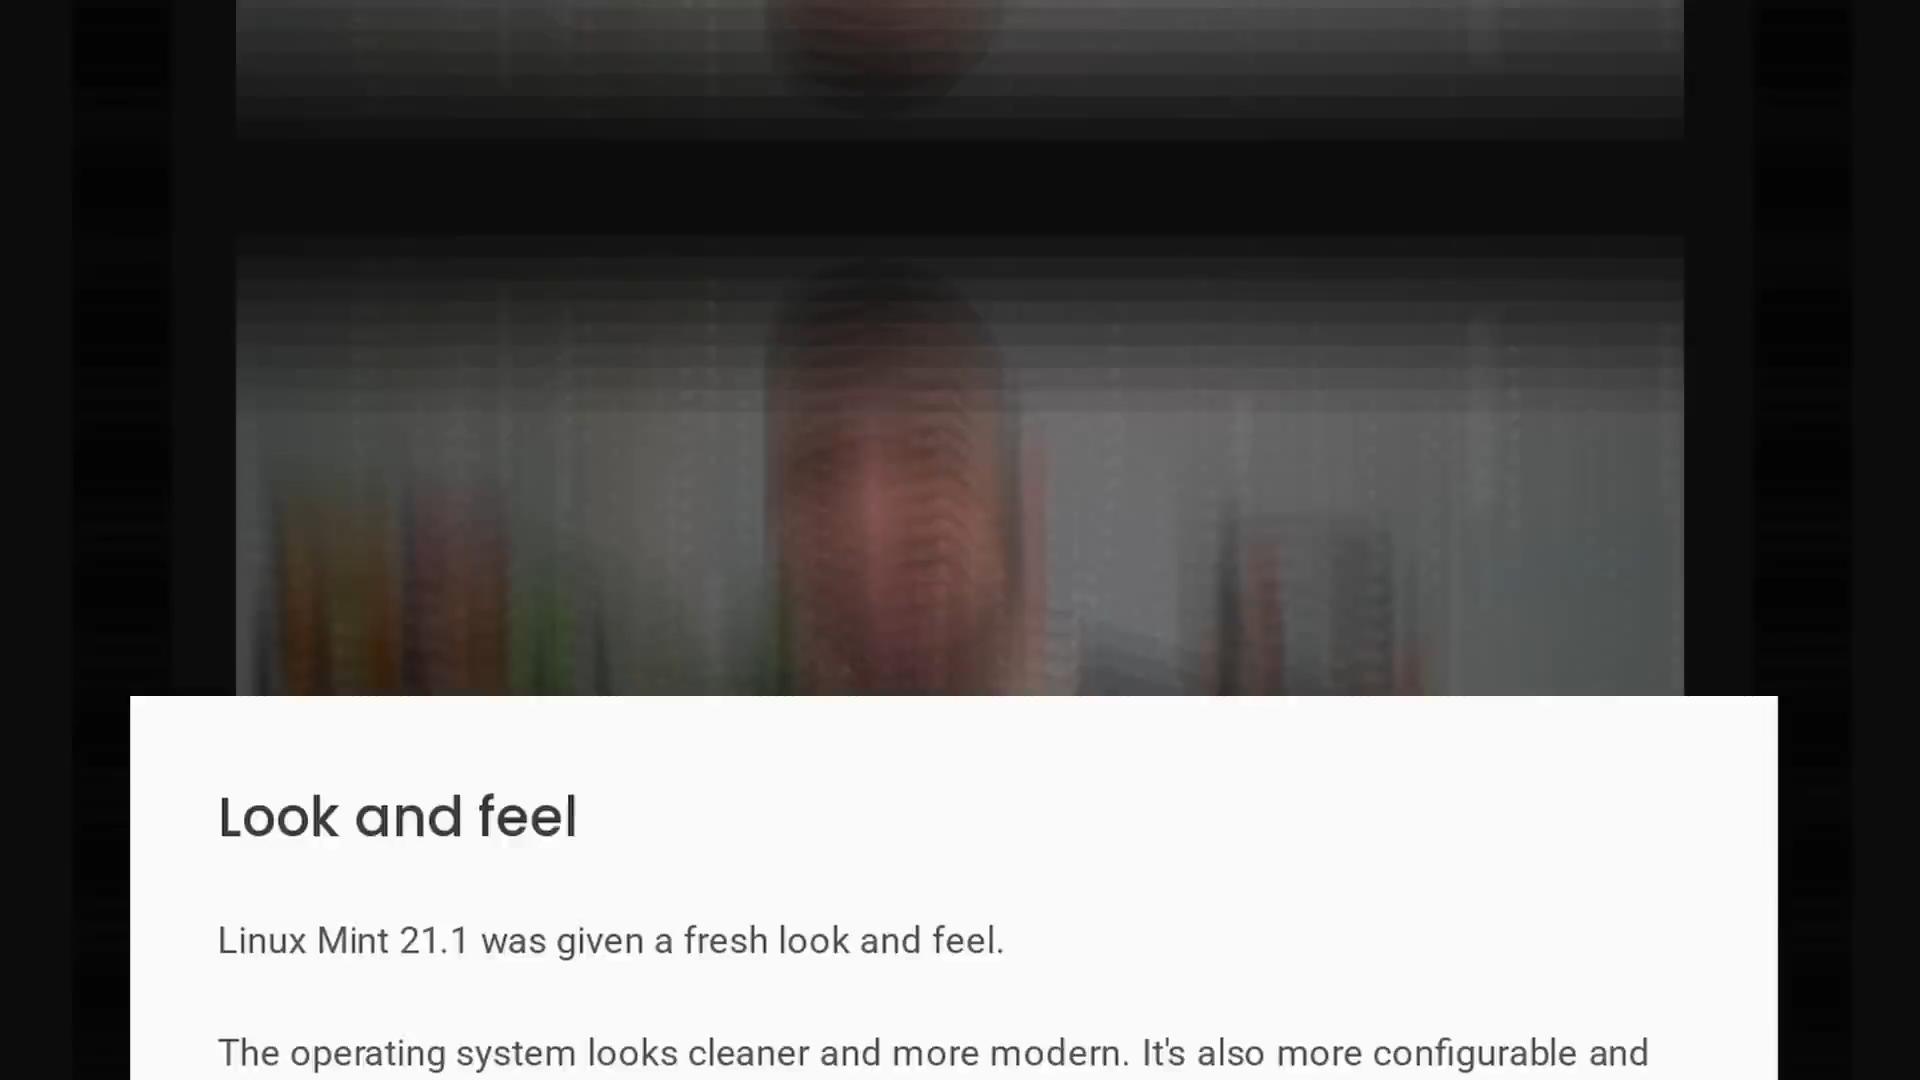 Look and feel
Linux Mint 21.1 was given a fresh look and feel.
The operating system looks cleaner and more modern. It's also more configurable and